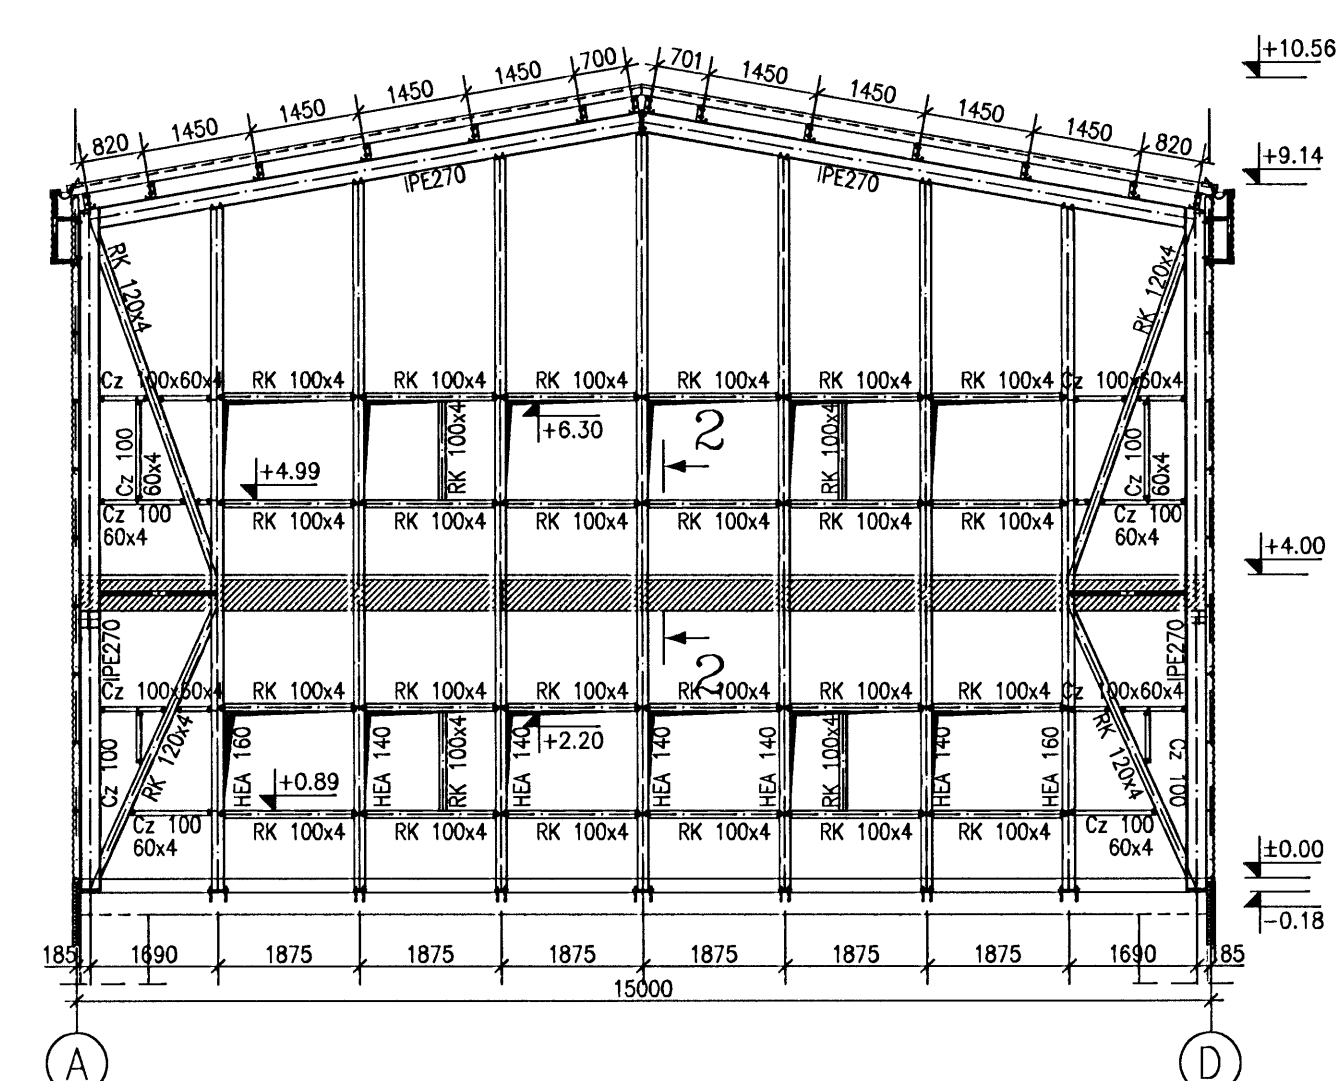 700 701
1450 1450
1450 1450
1450 1450
1450 1450
820 820
+10.56
+9.14
IPE270 IPE270
RK 120x4 RK 120x4
Cz 100x60x4 RK 100x4 RK 100x4 RK 100x4 RK 100x4 RK 100x4 RK 100x4 Cz 100x60x4
+6.30
2
Cz 100 60x4 RK 100x4 RK 100x4 Cz 100 60x4
+4.99
Cz 100 RK 100x4 RK 100x4 RK 100x4 RK 100x4 RK 100x4 RK 100x4 Cz 100
60x4 60x4
+4.00
IPE270 IPE270
2
Cz 100x60x4 RK 100x4 RK 100x4 RK 100x4 RK 100x4 RK 100x4 RK 100x4 Cz 100x60x4
+2.20
Cz 100 RK 120x4 HEA 160 HEA 140 RK 100x4 HEA 140 HEA 140 HEA 140 RK 100x4 HEA 140 HEA 160 RK 120x4 Cz 100
+0.89
Cz 100 RK 100x4 RK 100x4 RK 100x4 RK 100x4 RK 100x4 RK 100x4 Cz 100
60x4 60x4
±0.00
-0.18
185 1690 1875 1875 1875 1875 1875 1875 1690 185
15000
A D